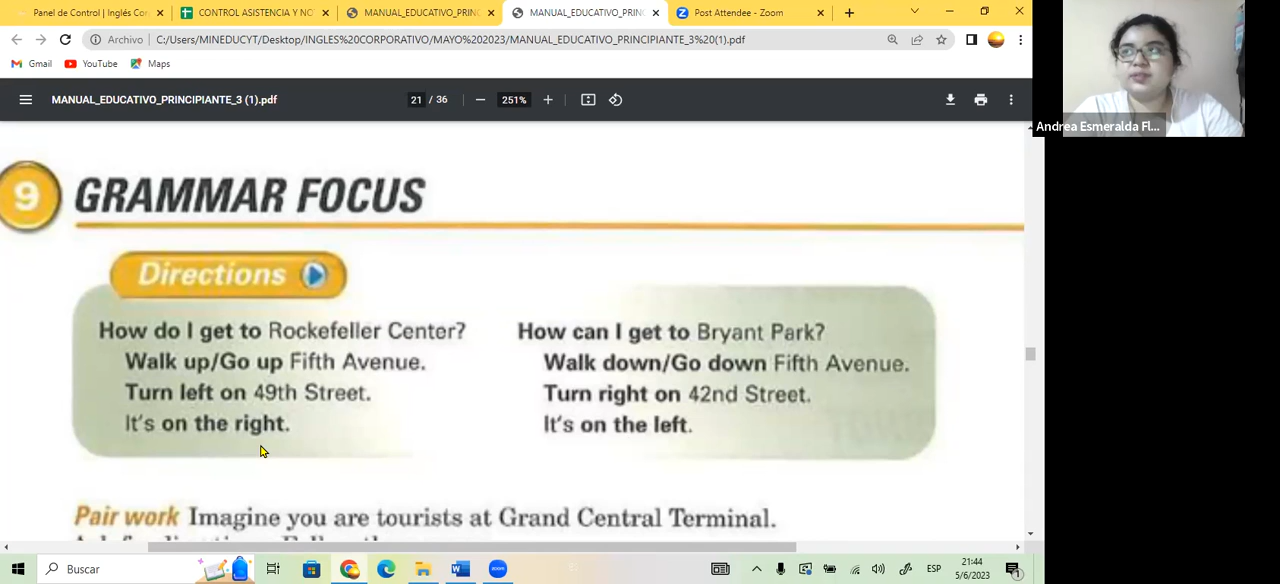 Panel de Control | Inglés Cor
CONTROL ASISTENCIA Y NO
MANUAL_EDUCATIVO_PRINC
MANUAL_EDUCATIVO_PRINC
Post Attendee - Zoom
Archivo
C:/Users/MINEDUCYT/Desktop/INGLES%20CORPORATIVO/MAYO%202023/MANUAL_EDUCATIVO_PRINCIPIANTE_3%20(1).pdf
Gmail
YouTube
Maps
MANUAL_EDUCATIVO_PRINCIPIANTE_3 (1).pdf
21 / 36
251%
Andrea Esmeralda Fl...
9 GRAMMAR FOCUS
Directions
How do I get to Rockefeller Center?
Walk up/Go up Fifth Avenue.
Turn left on 49th Street.
It's on the right.
How can I get to Bryant Park?
Walk down/Go down Fifth Avenue.
Turn right on 42nd Street.
It's on the left.
Pair work Imagine you are tourists at Grand Central Terminal.
Buscar
ESP
21:44
5/6/2023